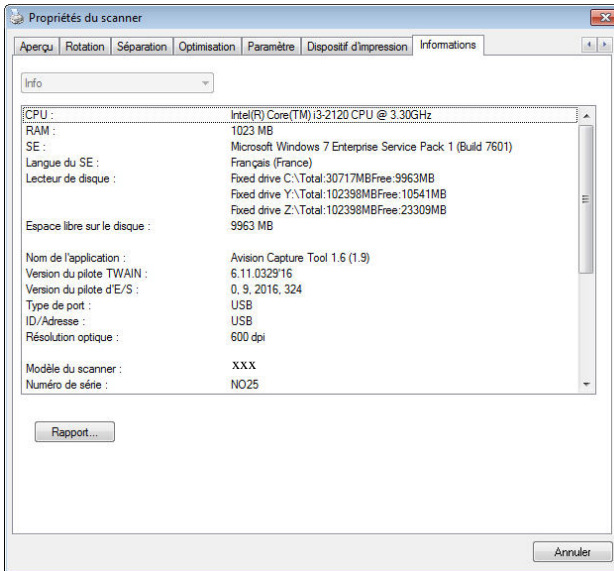 Propriétés du scanner
Aperçu Rotation Séparation Optimisation Paramètre Dispositif d'impression Informations
Info
CPU : Intel(R) Core(TM) i3-2120 CPU @ 3.30GHz
RAM : 1023 MB
SE : Microsoft Windows 7 Enterprise Service Pack 1 (Build 7601)
Langue du SE : Français (France)
Lecteur de disque : Fixed drive C:\Total:30717MBFree:9963MB
Fixed drive Y:\Total:102398MBFree:10541MB
Fixed drive Z:\Total:102398MBFree:23309MB
Espace libre sur le disque : 9963 MB
Nom de l'application : Avision Capture Tool 1.6 (1.9)
Version du pilote TWAIN : 6.11.0329'16
Version du pilote d'E/S : 0, 9, 2016, 324
Type de port : USB
ID/Adresse : USB
Résolution optique : 600 dpi
Modèle du scanner : XXX
Numéro de série : NO25
Rapport...
Annuler